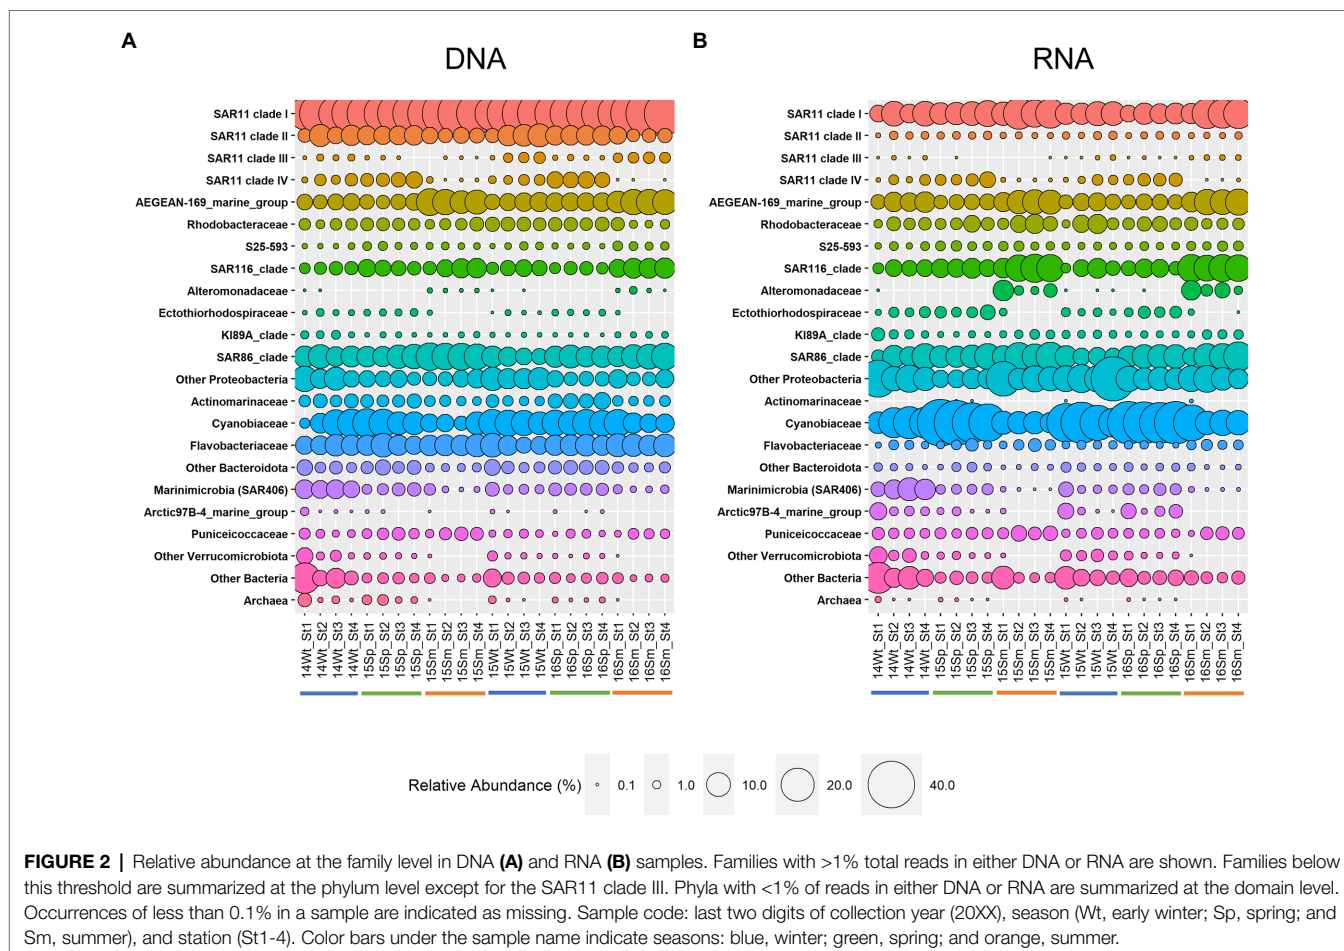 A
DNA
SAR11 clade I
SAR11 clade II
SAR11 clade III
SAR11 clade IV
AEGEAN-169_marine_group
Rhodobacteraceae
S25-593
SAR116_clade
Alteromonadaceae
Ectothiorhodospiraceae
KI89A_clade
SAR86_clade
Other Proteobacteria
Actinomarinaceae
Cyanobiaceae
Flavobacteriaceae
Other Bacteroidota
Marinimicrobia (SAR406)
Arctic97B-4_marine_group
Puniceicoccaceae
Other Verrucomicrobiota
Other Bacteria
Archaea
14Wt_St1
14Wt_St2
14Wt_St3
14Wt_St4
15Sp_St1
15Sp_St2
15Sp_St3
15Sp_St4
15Sm_St1
15Sm_St2
15Sm_St3
15Sm_St4
15Wt_St1
15Wt_St2
15Wt_St3
15Wt_St4
16Sp_St1
16Sp_St2
16Sp_St3
16Sp_St4
16Sm_St1
16Sm_St2
16Sm_St3
16Sm_St4
B
RNA
SAR11 clade I
SAR11 clade II
SAR11 clade III
SAR11 clade IV
AEGEAN-169_marine_group
Rhodobacteraceae
S25-593
SAR116_clade
Alteromonadaceae
Ectothiorhodospiraceae
KI89A_clade
SAR86_clade
Other Proteobacteria
Actinomarinaceae
Cyanobiaceae
Flavobacteriaceae
Other Bacteroidota
Marinimicrobia (SAR406)
Arctic97B-4_marine_group
Puniceicoccaceae
Other Verrucomicrobiota
Other Bacteria
Archaea
14Wt_St1
14Wt_St2
14Wt_St3
14Wt_St4
15Sp_St1
15Sp_St2
15Sp_St3
15Sp_St4
15Sm_St1
15Sm_St2
15Sm_St3
15Sm_St4
15Wt_St1
15Wt_St2
15Wt_St3
15Wt_St4
16Sp_St1
16Sp_St2
16Sp_St3
16Sp_St4
16Sm_St1
16Sm_St2
16Sm_St3
16Sm_St4
Relative Abundance (%) 0.1 1.0 10.0 20.0 40.0
FIGURE 2 | Relative abundance at the family level in DNA (A) and RNA (B) samples. Families with >1% total reads in either DNA or RNA are shown. Families below
this threshold are summarized at the phylum level except for the SAR11 clade III. Phyla with <1% of reads in either DNA or RNA are summarized at the domain level.
Occurrences of less than 0.1% in a sample are indicated as missing. Sample code: last two digits of collection year (20XX), season (Wt, early winter; Sp, spring; and
Sm, summer), and station (St1-4). Color bars under the sample name indicate seasons: blue, winter; green, spring; and orange, summer.